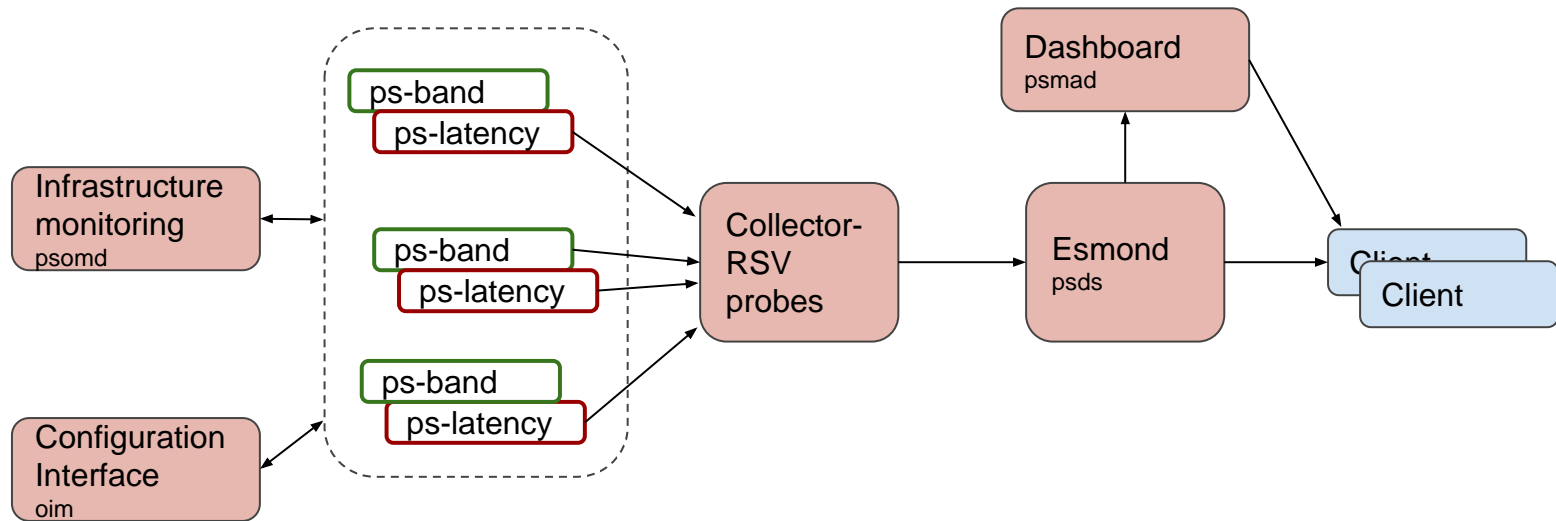 Infrastructure
monitoring
psomd
Configuration
Interface
oim
ps-band
ps-latency
ps-band
ps-latency
ps-band
ps-latency
Collector-
RSV
probes
Dashboard
psmad
Esmond
psds
Client
Client